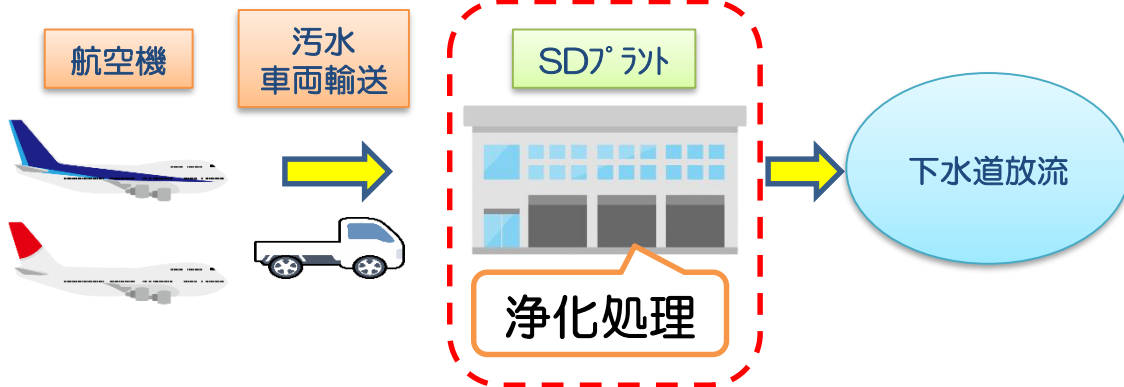 航空機
汚水
車両輸送
SDﾌﾟﾗﾝﾄ
浄化処理
下水道放流